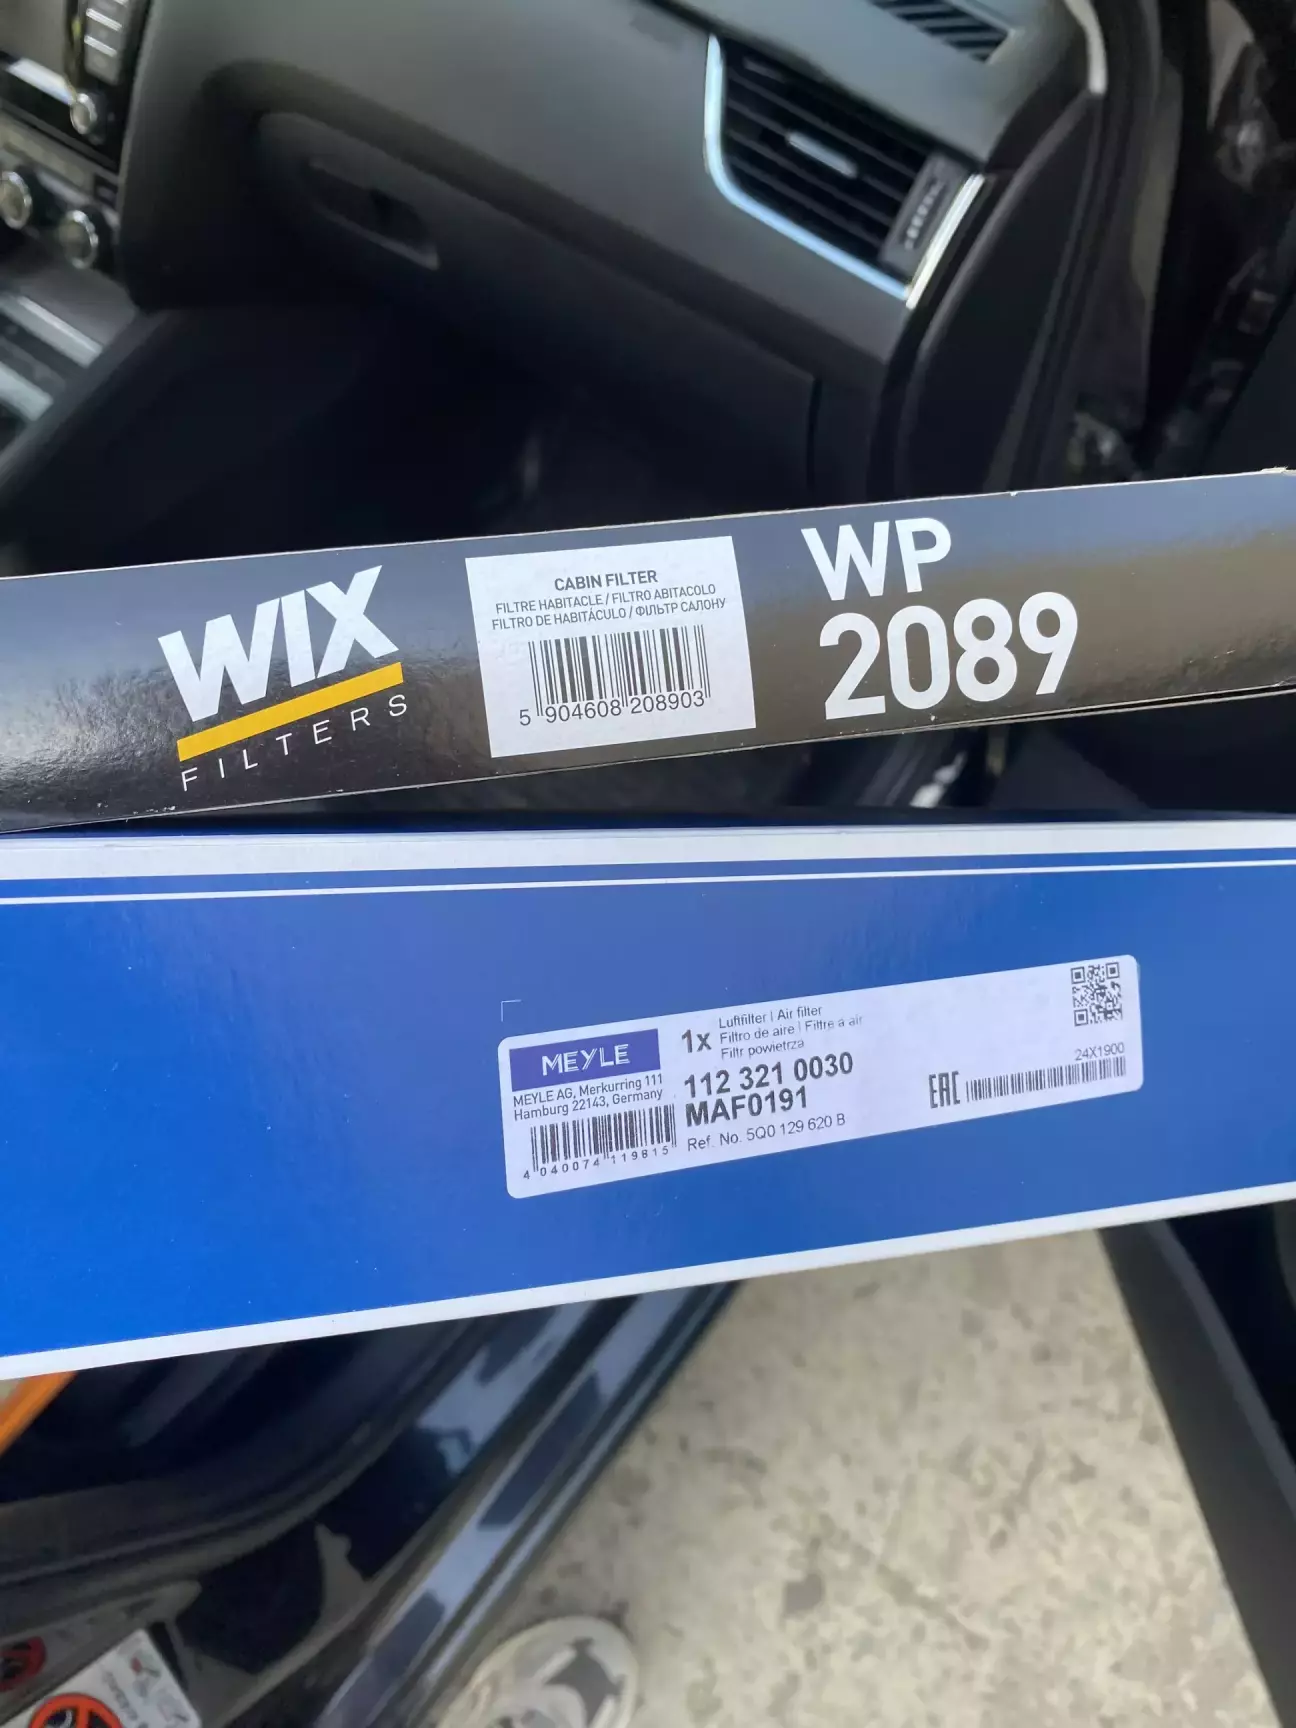 WIX
FILTERS
CABIN FILTER
FILTRE HABITACLE / FILTRO ABITACOLO
FILTRO DE HABITÁCULO / ФІЛЬТР САЛОНУ
5 904608 208903
WP
2089
MEYLE
MEYLE AG, Merkurring 111
Hamburg 22143, Germany
4 040074 119815
1x
Luftfilter | Air filter
Filtro de aire | Filtre à air
Filtr powietrza
112 321 0030
MAF0191
Ref. No. 5Q0 129 620 B
EAC
24X1900